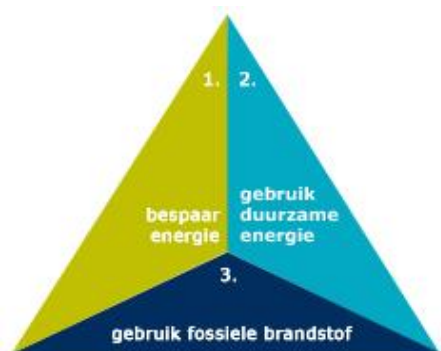 1. 2.
bespaar
energie
gebruik
duurzame
energie
3.
gebruik fossiele brandstof